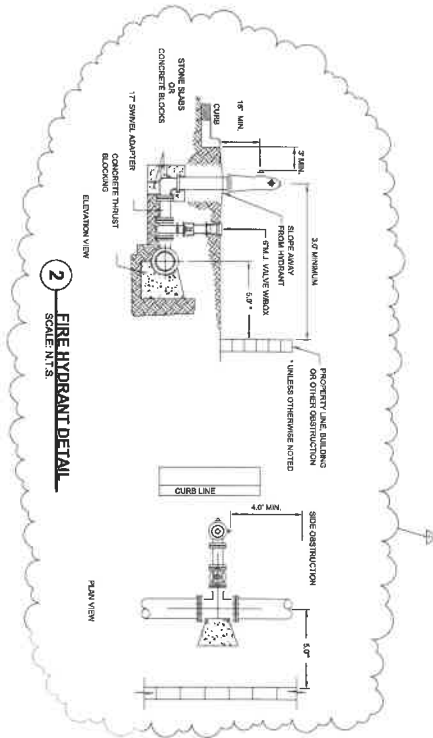 3' MIN.
3.0' MINIMUM
18" MIN.
CURB
SLOPE AWAY
FROM HYDRANT
6"M.J. VALVE W/BOX
5.0' *
PROPERTY LINE, BUILDING
OR OTHER OBSTRUCTION
* UNLESS OTHERWISE NOTED
STONE SLABS
OR
CONCRETE BLOCKS
17" SWIVEL ADAPTER
CONCRETE THRUST
BLOCKING
ELEVATION VIEW
2
FIRE HYDRANT DETAIL
SCALE: N.T.S.
SIDE OBSTRUCTION
4.0' MIN.
CURB LINE
5.0'*
PLAN VIEW